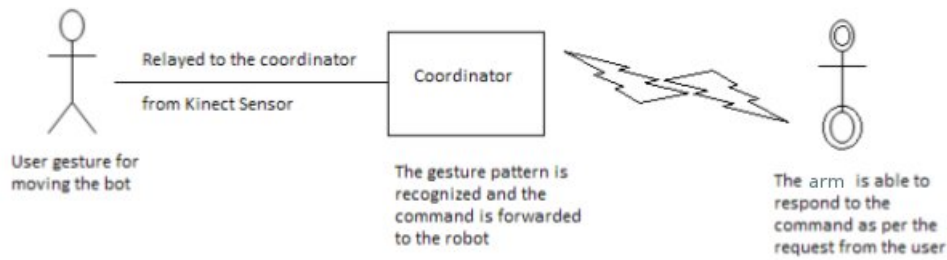 Relayed to the coordinator
from Kinect Sensor
Coordinator
User gesture for
moving the bot
The gesture pattern is
recognized and the
command is forwarded
to the robot
The arm is able to
respond to the
command as per the
request from the user